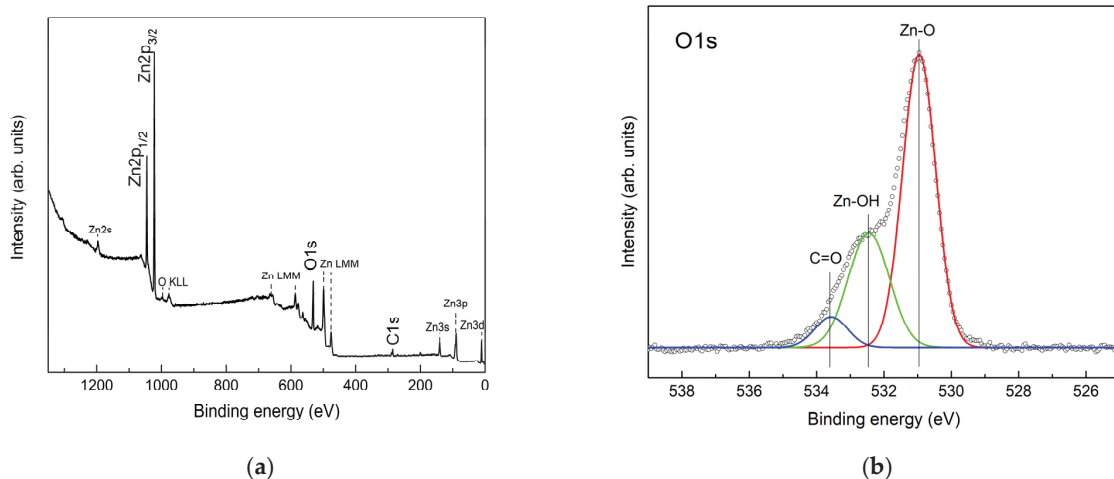 Intensity (arb. units)
Zn2p1/2
Zn2p3/2
Zn2s
O KLL
Zn LMM
O1s
Zn LMM
C1s
Zn3s
Zn3p
Zn3d
1200 1000 800 600 400 200 0
Binding energy (eV)
(a)
O1s
Zn-O
Zn-OH
C=O
Intensity (arb. units)
538 536 534 532 530 528 526
Binding energy (eV)
(b)